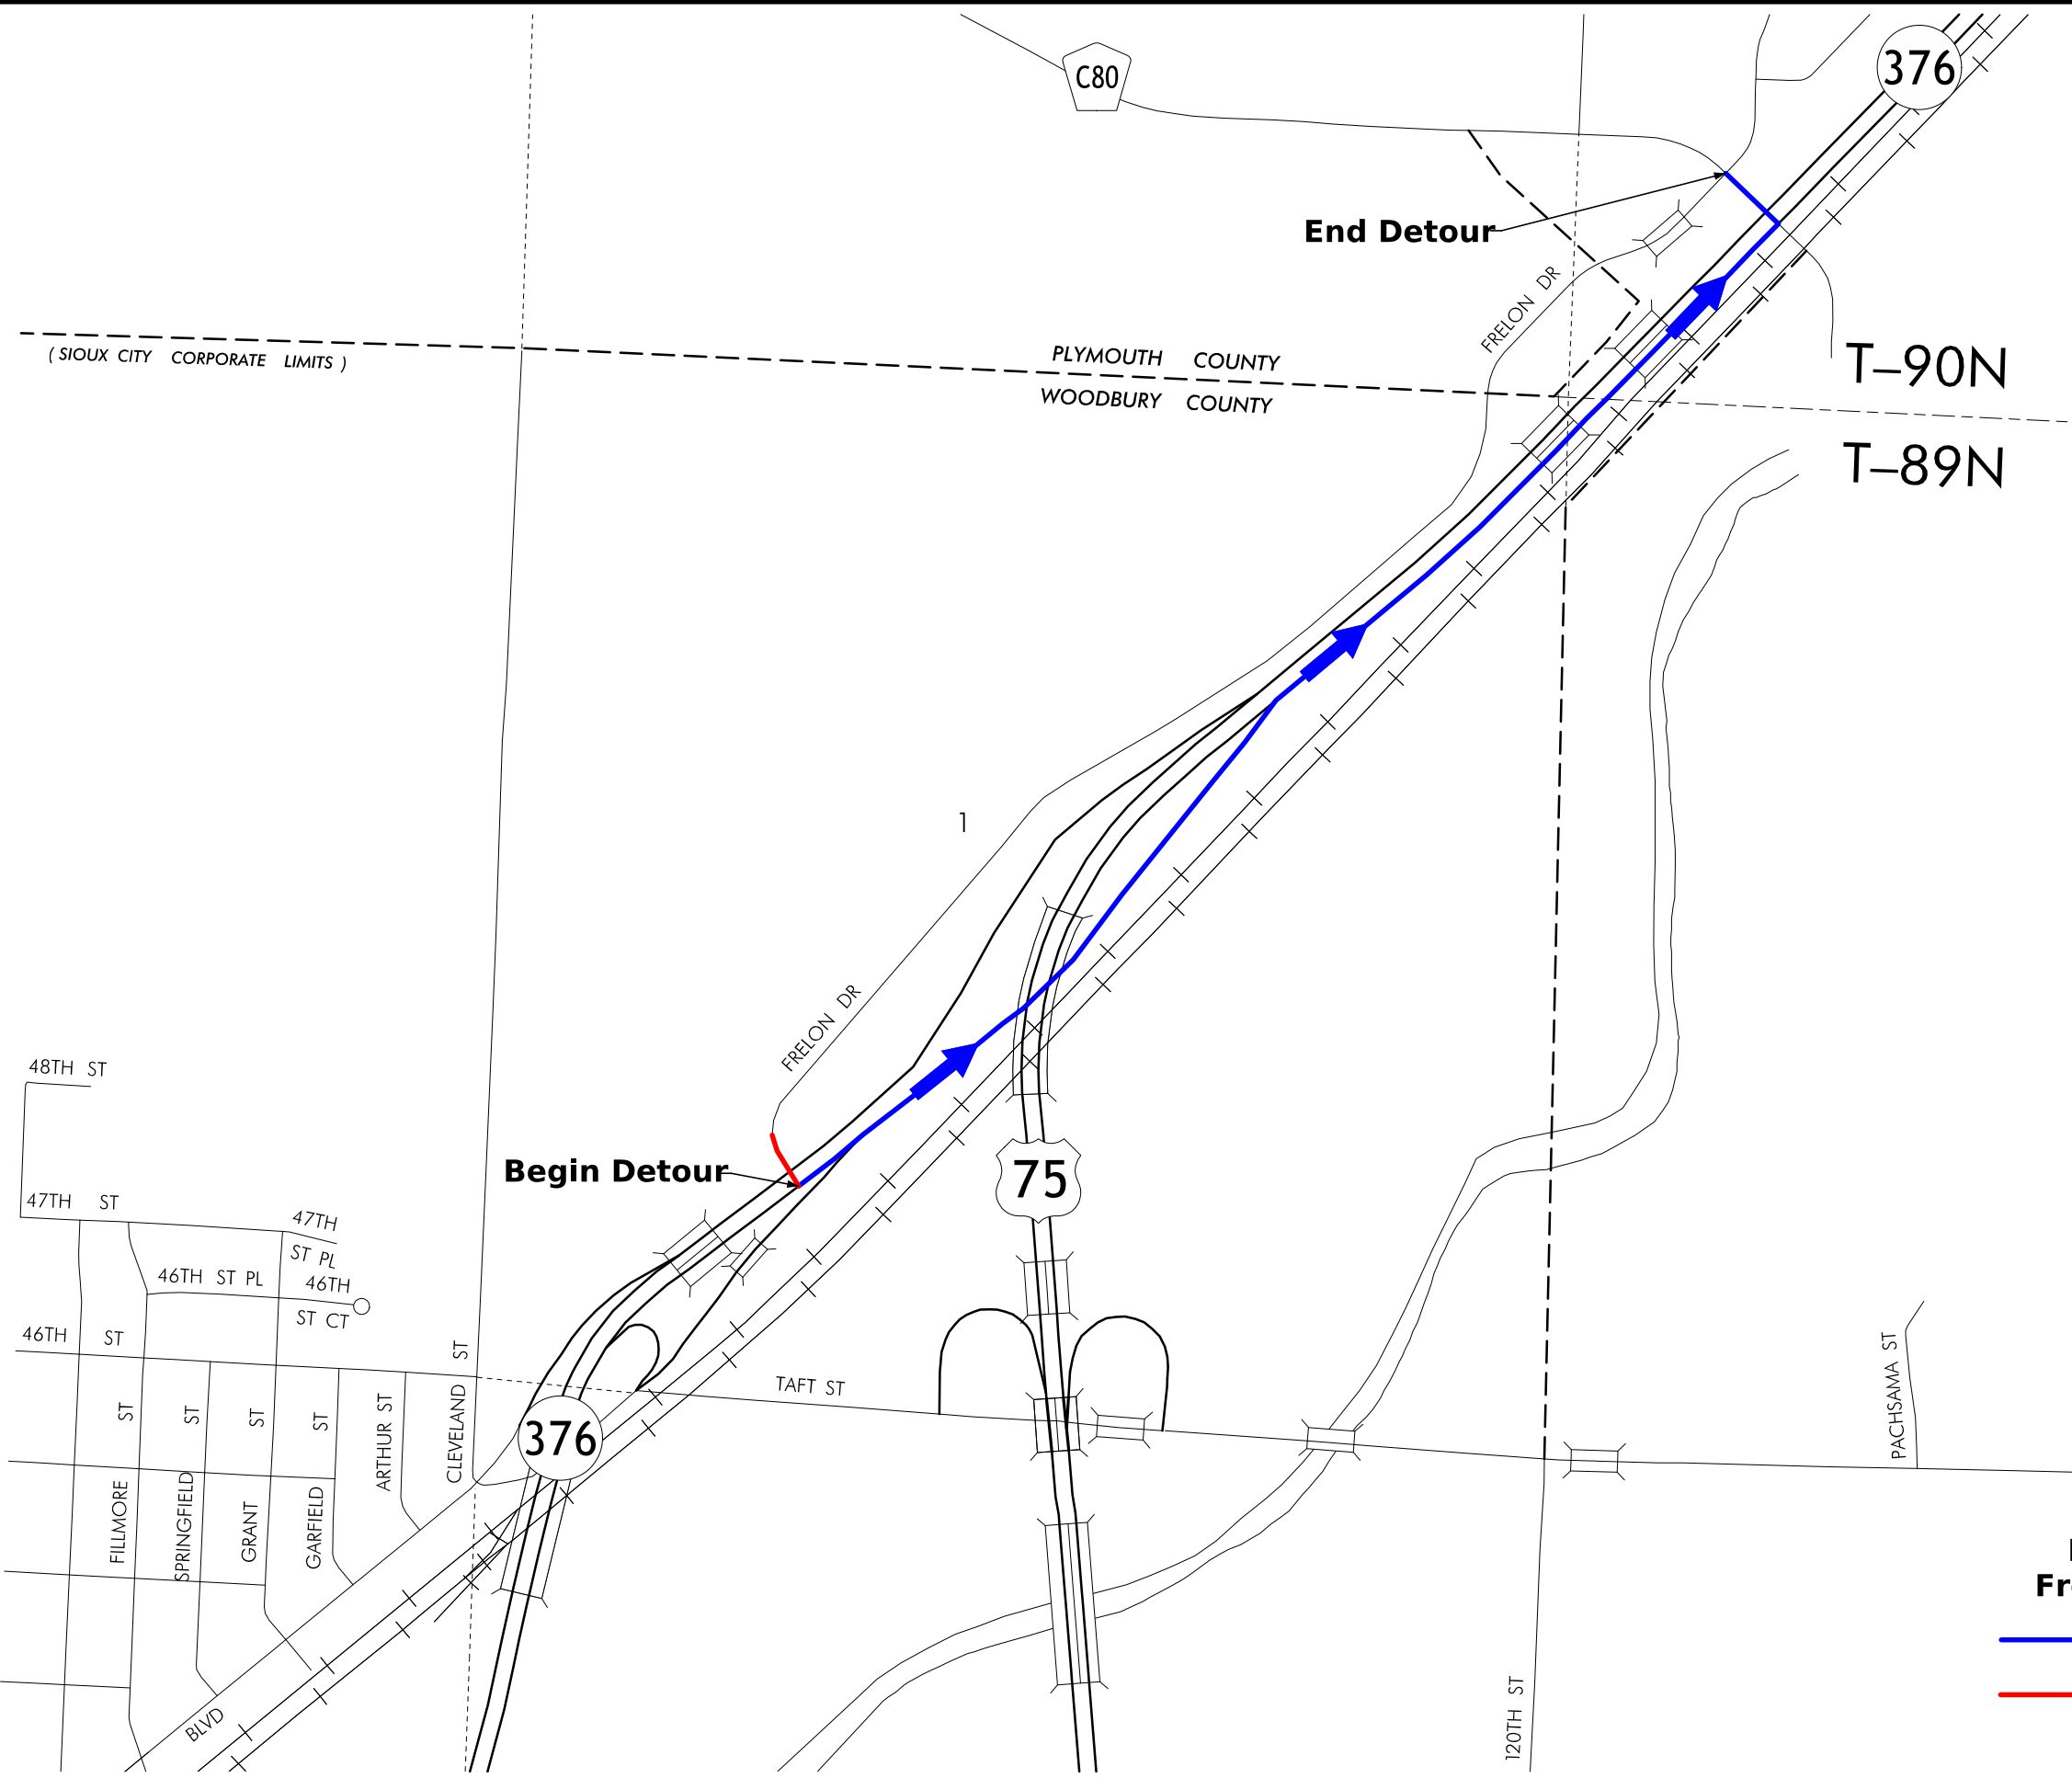 376
C80
End Detour
FRELON DR
PLYMOUTH COUNTY
( SIOUX CITY CORPORATE LIMITS )
WOODBURY COUNTY
T–90N
T–89N
1
FRELON DR
48TH ST
Begin Detour
75
47TH ST
47TH
ST PL
46TH ST PL
46TH
ST CT
46TH ST
TAFT ST
ST
ST
ST
ST
ARTHUR ST
CLEVELAND ST
376
PACHSAMA ST
FILLMORE
SPRINGFIELD
GRANT
GARFIELD
BLVD
120TH ST